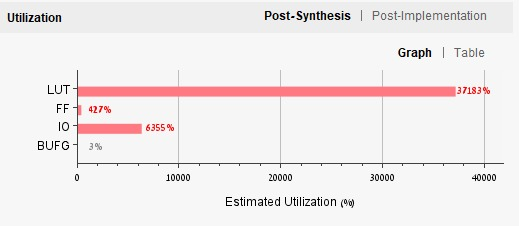 Utilization
Post-Synthesis | Post-Implementation
Graph | Table
LUT 37183%
FF 427%
IO 6355%
BUFG 3%
0 10000 20000 30000 40000
Estimated Utilization (%)